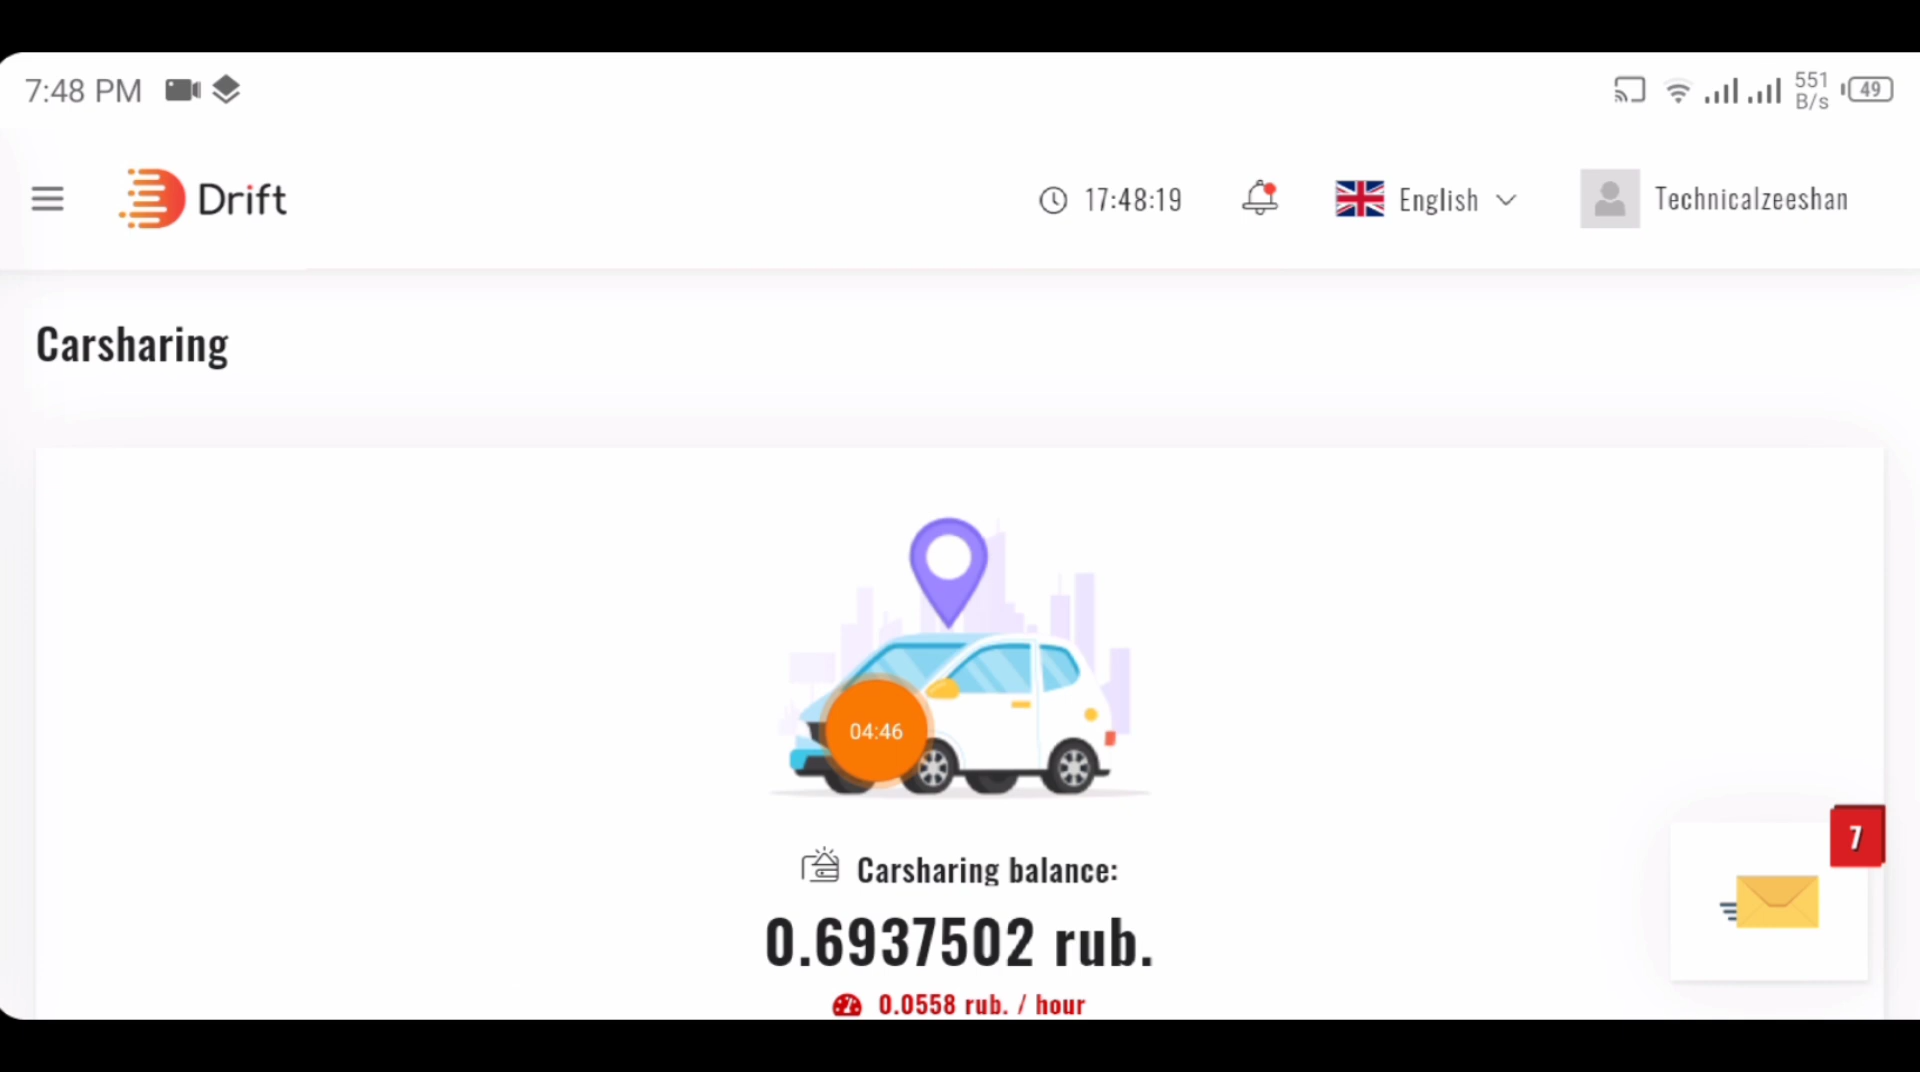 7:48 PM
551
B/s
49
Drift
17:48:19
English
Technicalzeeshan
Carsharing
04:46
7
Carsharing balance:
0.6937502 rub.
0.0558 rub. / hour